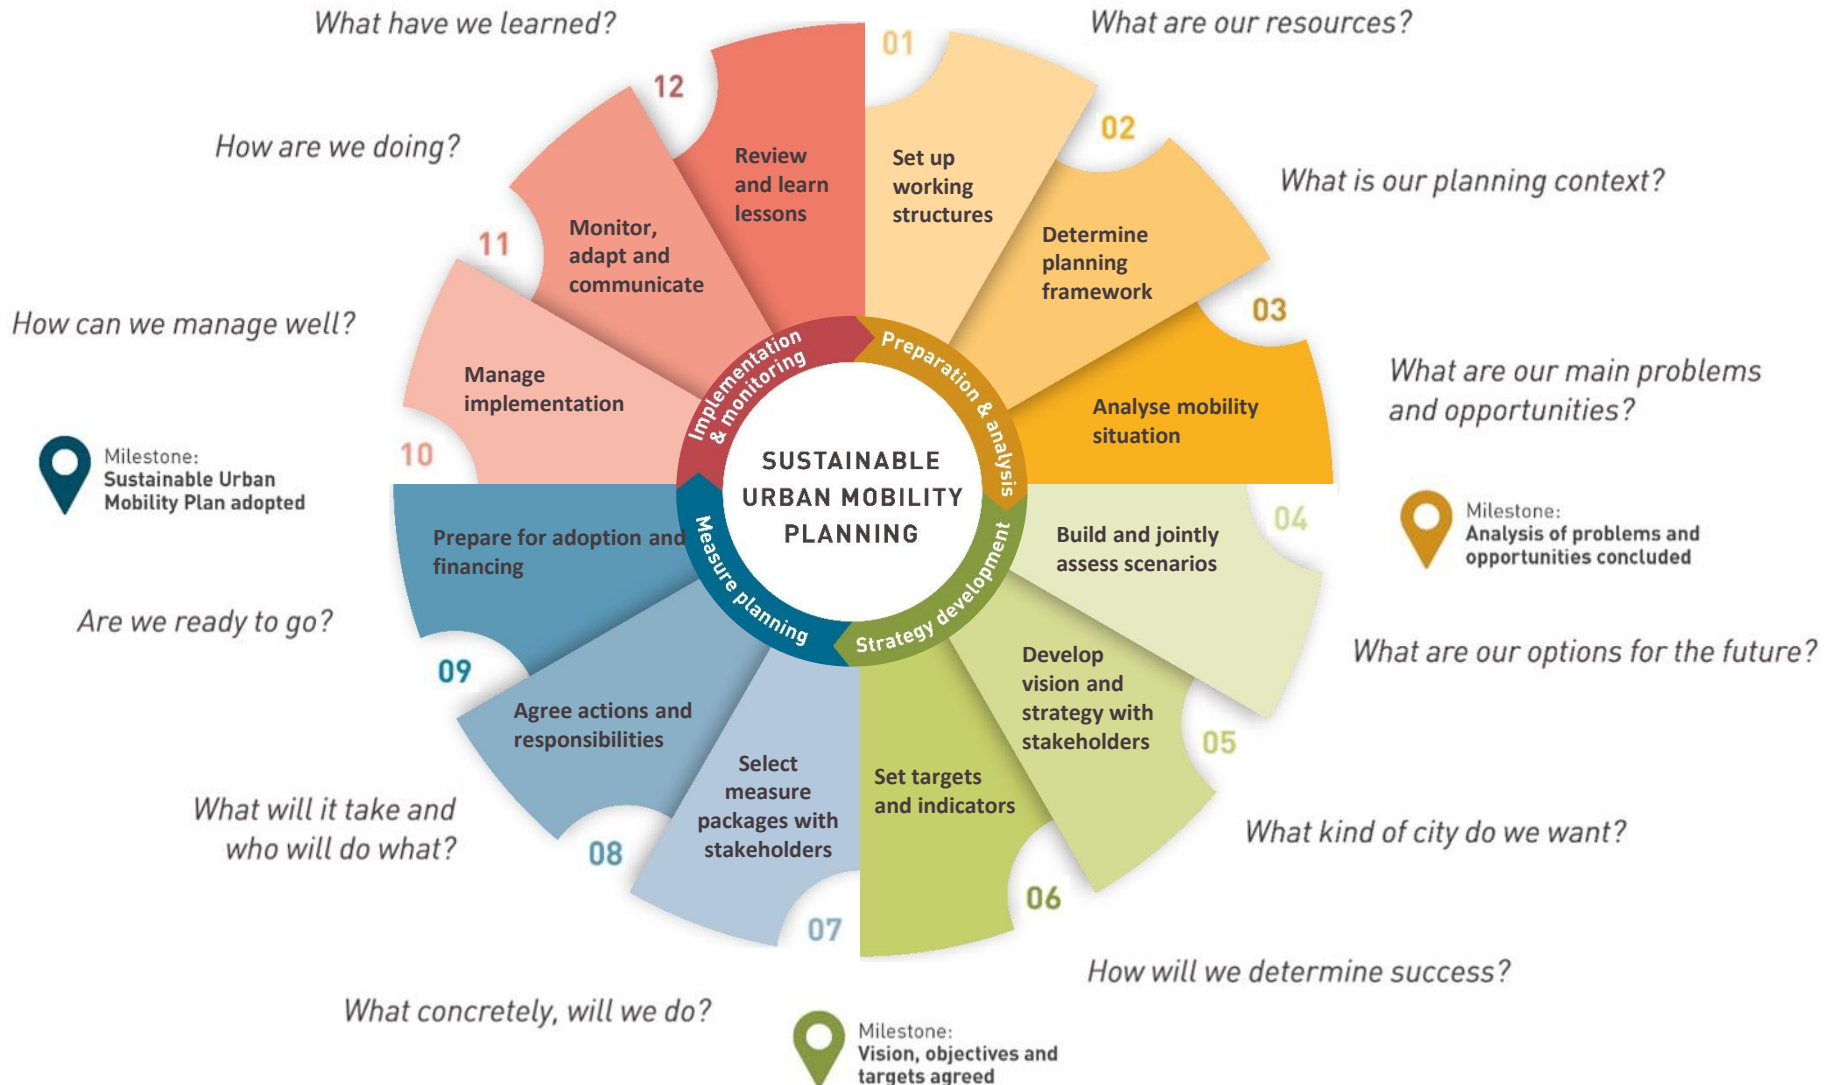 What have we learned?
What are our resources?
01
12
02
How are we doing?
Review
and learn
lessons
Set up
working
structures
What is our planning context?
11
Monitor,
adapt and
communicate
Determine
planning
framework
03
How can we manage well?
Implementation
& monitoring
Preparation & analysis
Manage
implementation
Analyse mobility
situation
What are our main problems
and opportunities?
10
Milestone:
Sustainable Urban
Mobility Plan adopted
SUSTAINABLE
URBAN MOBILITY
PLANNING
04
Milestone:
Analysis of problems and
opportunities concluded
Prepare for adoption and
financing
Measure planning
Strategy development
Build and jointly
assess scenarios
Are we ready to go?
09
What are our options for the future?
Agree actions and
responsibilities
Develop
vision and
strategy with
stakeholders
05
Select
measure
packages with
stakeholders
Set targets
and indicators
What will it take and
who will do what?
08
What kind of city do we want?
07
06
How will we determine success?
What concretely, will we do?
Milestone:
Vision, objectives and
targets agreed